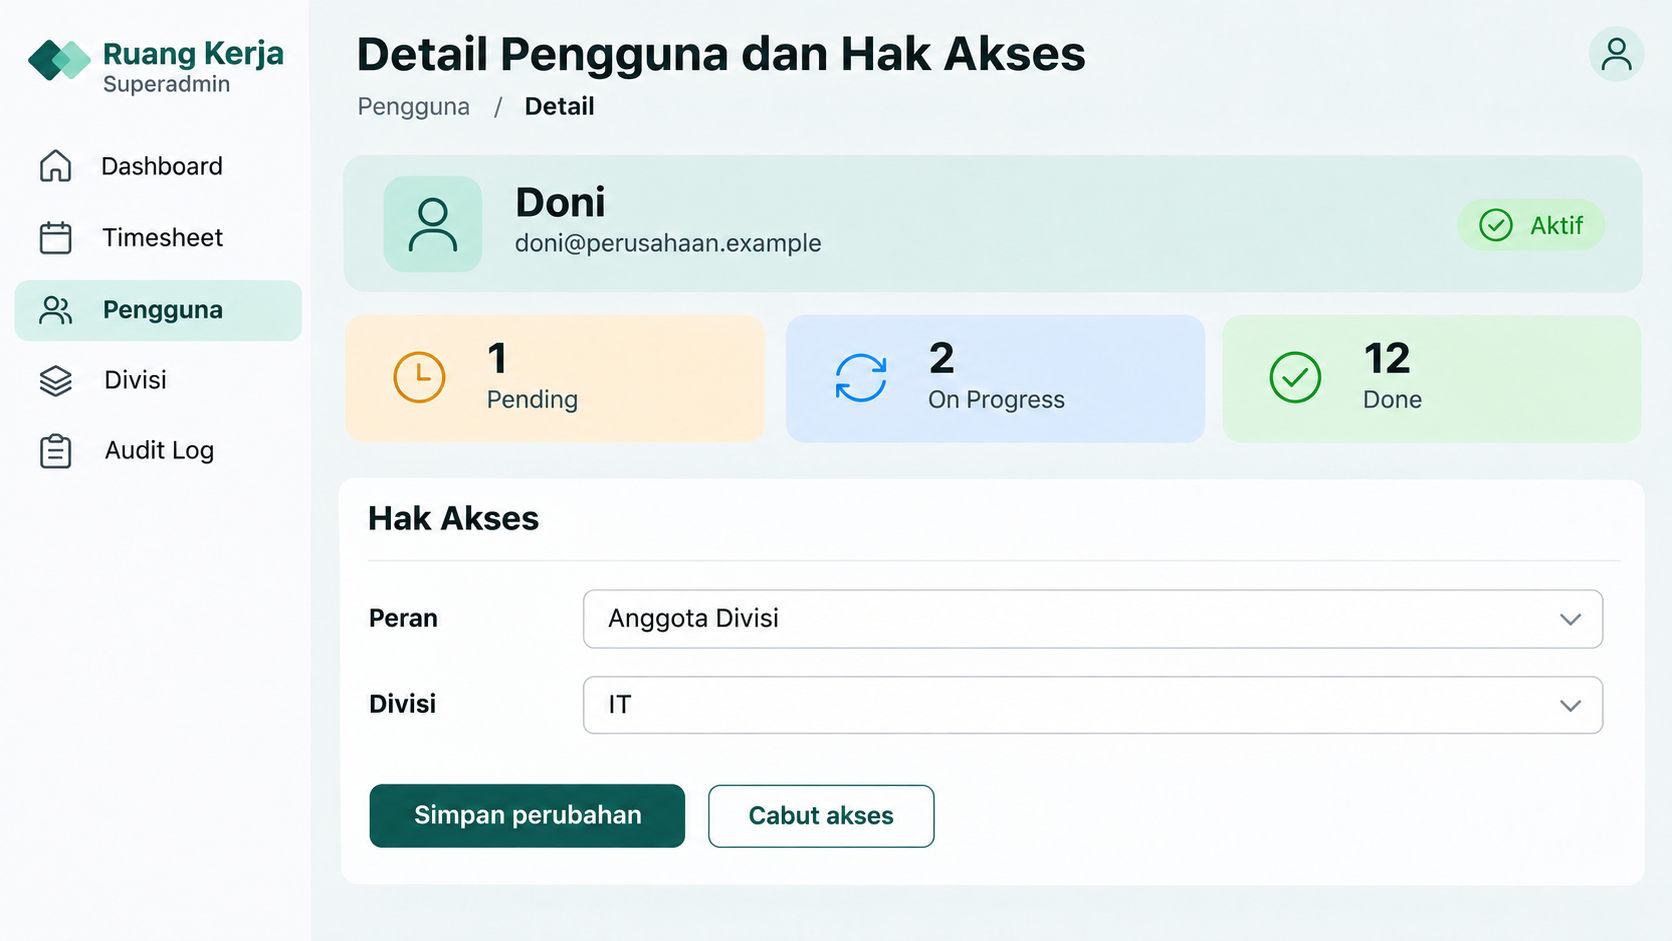 Ruang Kerja
Superadmin
Dashboard
Timesheet
Pengguna
Divisi
Audit Log
Detail Pengguna dan Hak Akses
Pengguna / Detail
Doni
doni@perusahaan.example
Aktif
1
Pending
2
On Progress
12
Done
Hak Akses
Peran
Anggota Divisi
Divisi
IT
Simpan perubahan
Cabut akses